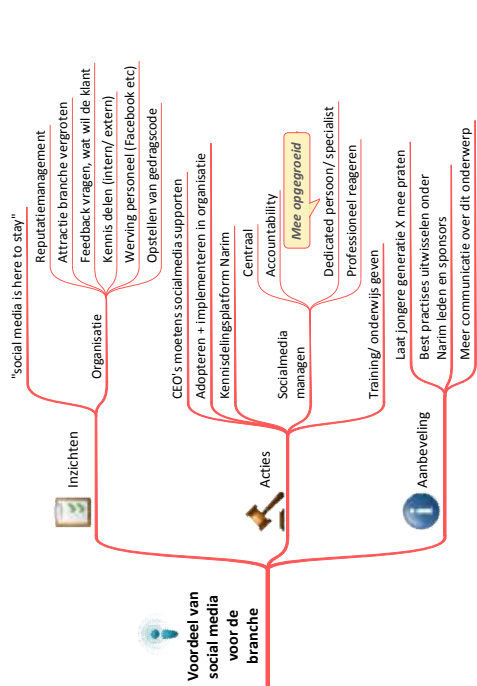 Voordeel van
social media
voor de
branche
Inzichten
"social media is here to stay"
Organisatie
Reputatiemanagement
Attractie branche vergroten
Feedback vragen, wat wil de klant
Kennis delen (intern/ extern)
Werving personeel (Facebook etc)
Opstellen van gedragscode
Acties
CEO's moetens socialmedia supporten
Adopteren + implementeren in organisatie
Kennisdelingsplatform Narim
Socialmedia
managen
Centraal
Accountability
Mee opgegroeid
Dedicated persoon/ specialist
Professioneel reageren
Training/ onderwijs geven
Aanbeveling
Laat jongere generatie X mee praten
Best practises uitwisselen onder
Narim leden en sponsors
Meer communicatie over dit onderwerp